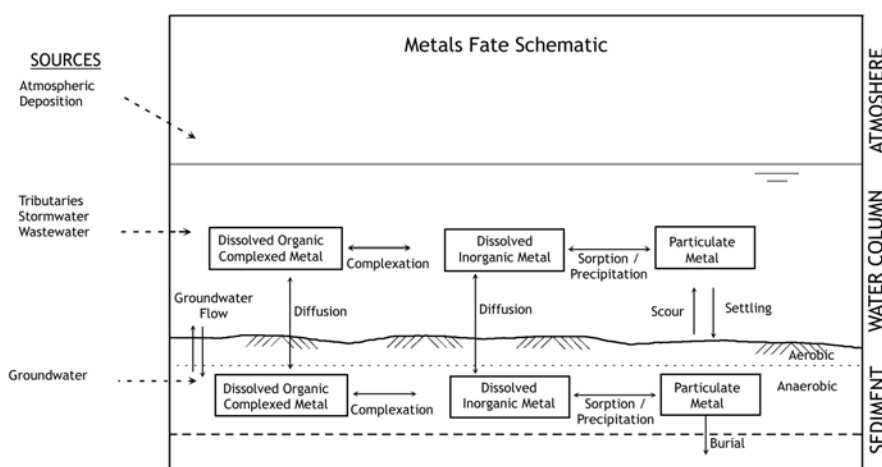 Metals Fate Schematic
SOURCES
Atmospheric
Deposition
ATMOSHERE
Tributaries
Stormwater
Wastewater
Dissolved Organic
Complexed Metal
Complexation
Dissolved
Inorganic Metal
Sorption /
Precipitation
Particulate
Metal
WATER COLUMN
Groundwater
Flow
Diffusion
Diffusion
Scour
Settling
Aerobic
Groundwater
Dissolved Organic
Complexed Metal
Complexation
Dissolved
Inorganic Metal
Sorption /
Precipitation
Particulate
Metal
Anaerobic
Burial
SEDIMENT